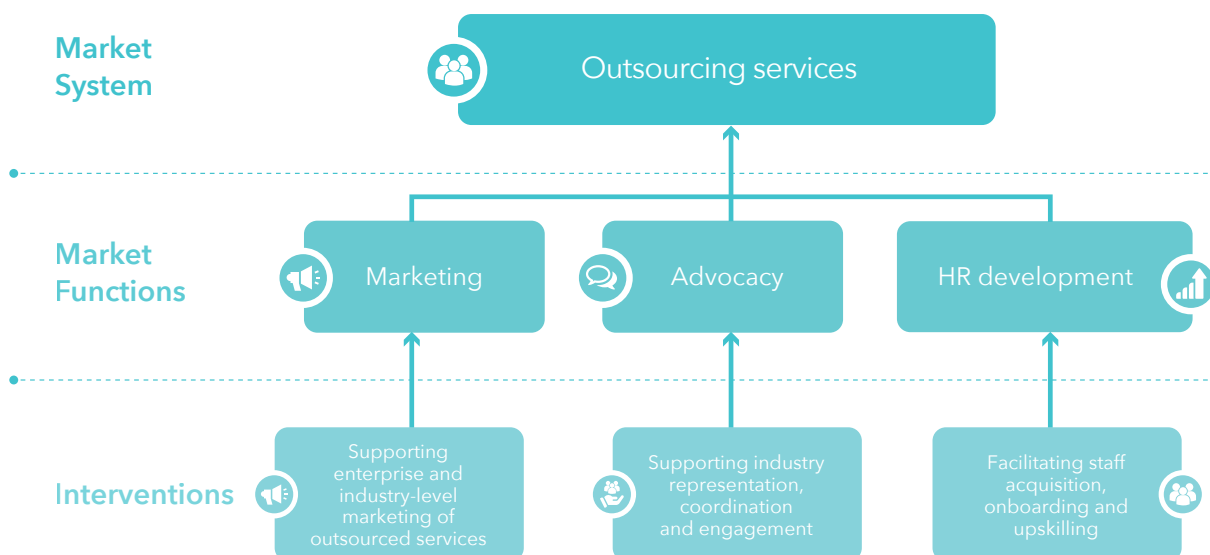 Market
System
Outsourcing services
Market
Functions
Marketing
Advocacy
HR development
Interventions
Supporting
enterprise and
industry-level
marketing of
outsourced services
Supporting industry
representation,
coordination
and engagement
Facilitating staff
acquisition,
onboarding and
upskilling